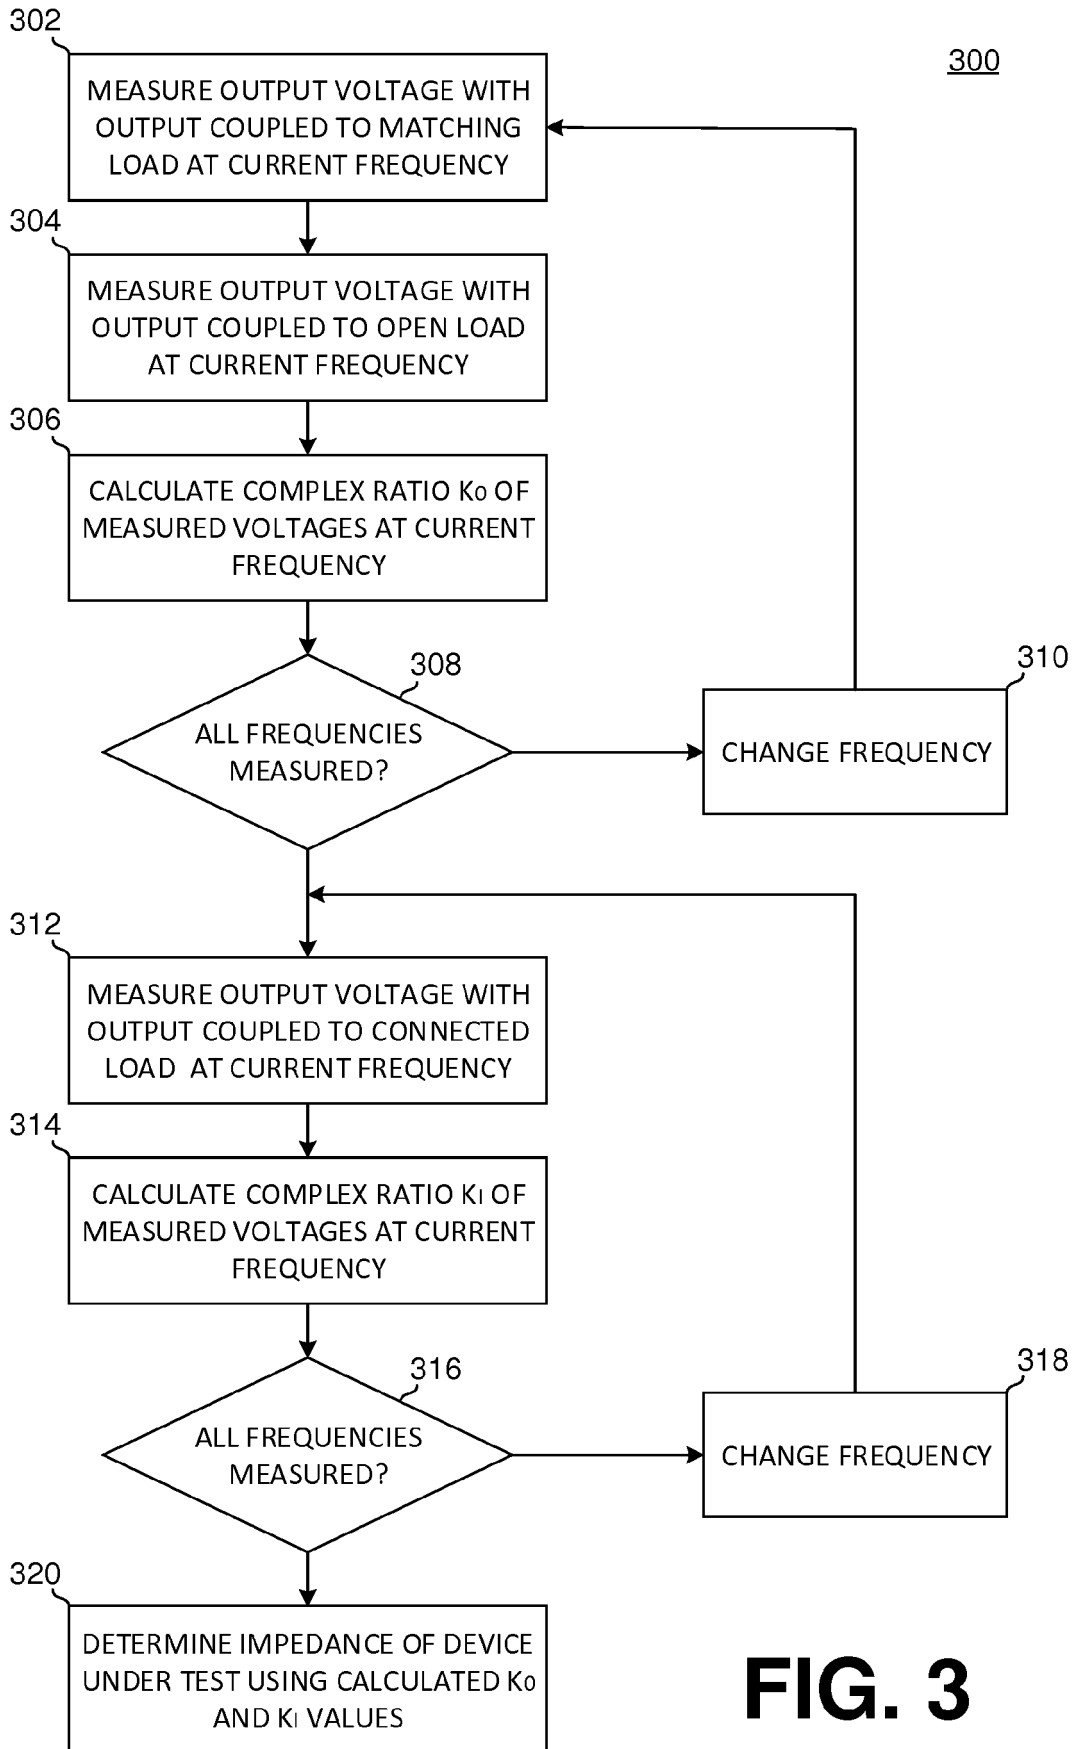 302
300
MEASURE OUTPUT VOLTAGE WITH
OUTPUT COUPLED TO MATCHING
LOAD AT CURRENT FREQUENCY
304
MEASURE OUTPUT VOLTAGE WITH
OUTPUT COUPLED TO OPEN LOAD
AT CURRENT FREQUENCY
306
CALCULATE COMPLEX RATIO K0 OF
MEASURED VOLTAGES AT CURRENT
FREQUENCY
308
ALL FREQUENCIES
MEASURED?
310
CHANGE FREQUENCY
312
MEASURE OUTPUT VOLTAGE WITH
OUTPUT COUPLED TO CONNECTED
LOAD AT CURRENT FREQUENCY
314
CALCULATE COMPLEX RATIO KI OF
MEASURED VOLTAGES AT CURRENT
FREQUENCY
316
ALL FREQUENCIES
MEASURED?
318
CHANGE FREQUENCY
320
DETERMINE IMPEDANCE OF DEVICE
UNDER TEST USING CALCULATED K0
AND KI VALUES
FIG. 3